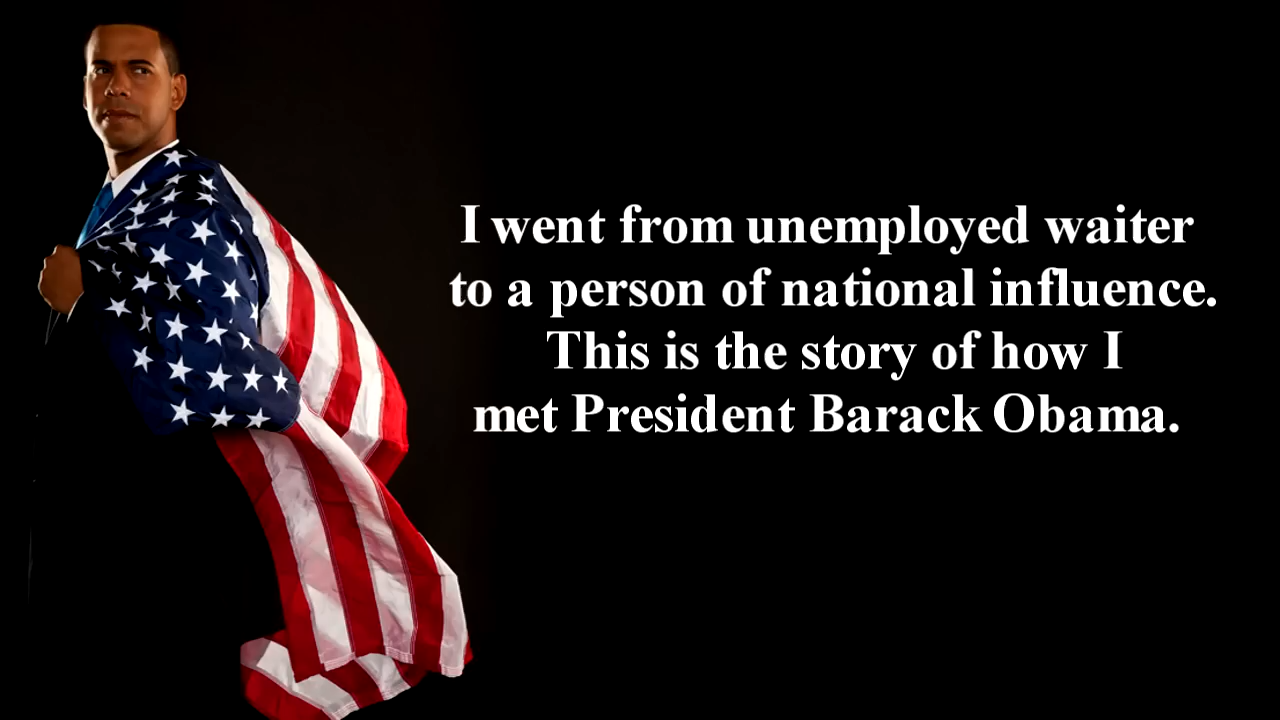 I went from unemployed waiter
to a person of national influence.
This is the story of how I
met President Barack Obama.